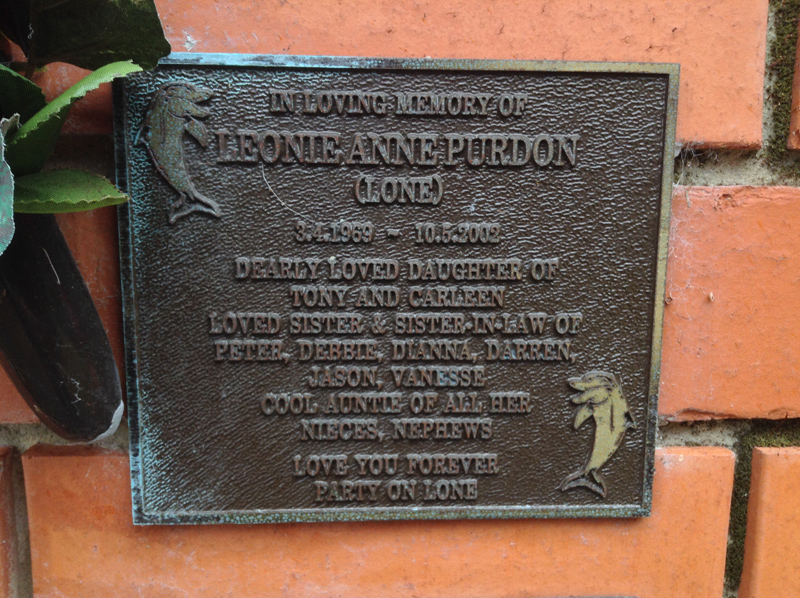 IN LOVING MEMORY OF
LEONIE ANNE PURDON
(LONE)
3.4.1969 ~ 10.5.2002
DEARLY LOVED DAUGHTER OF
TONY AND CARLEEN
LOVED SISTER & SISTER-IN-LAW OF
PETER, DEBBIE, DIANNA, DARREN,
JASON, VANESSE
COOL AUNTIE OF ALL HER
NIECES, NEPHEWS
LOVE YOU FOREVER
PARTY ON LONE